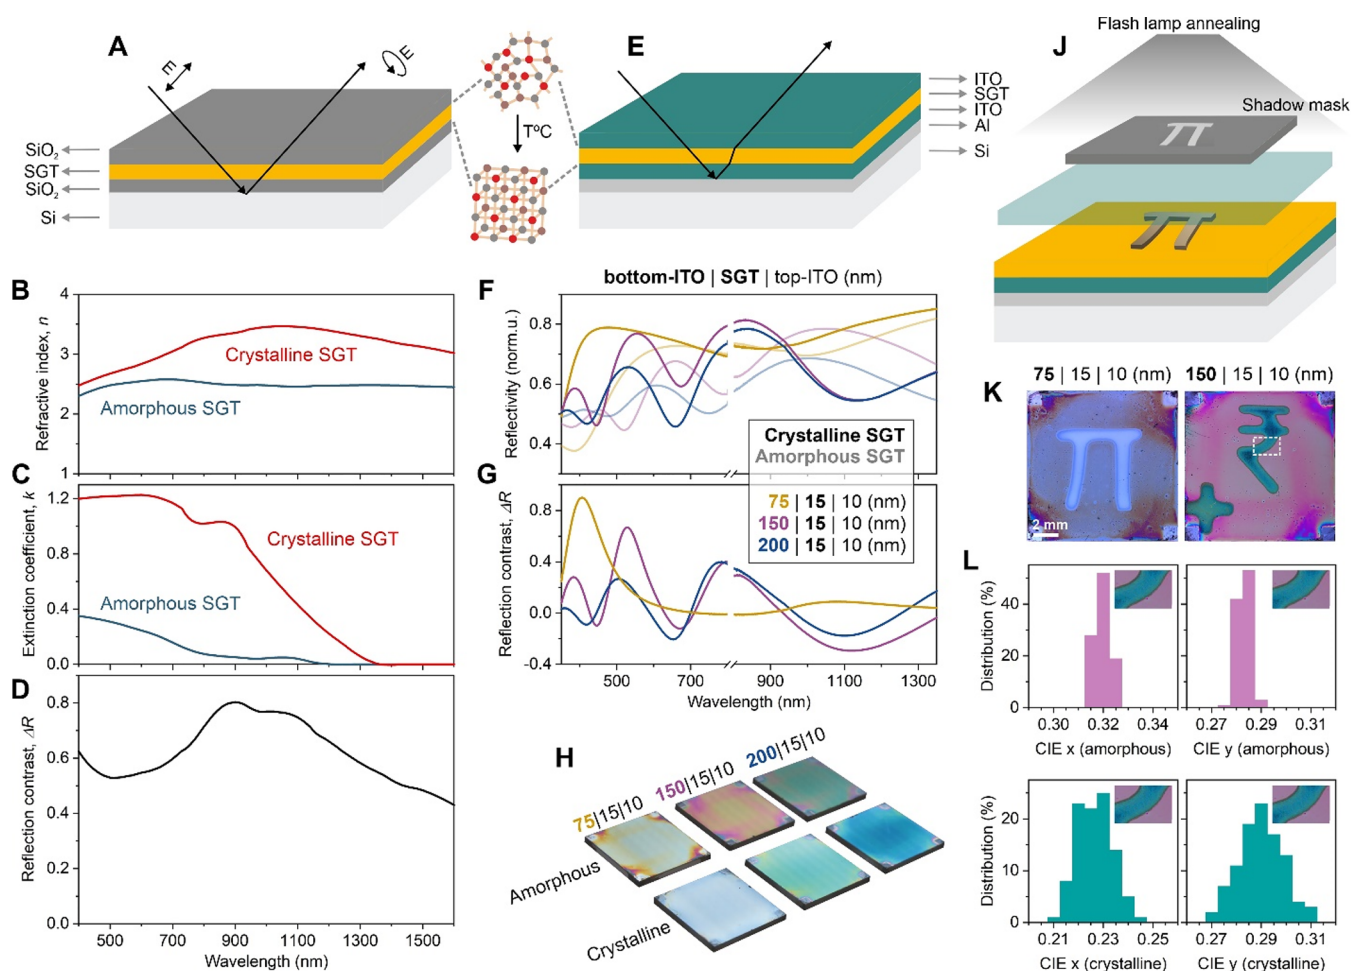 A
E
E
SiO₂
SGT
SiO₂
Si
TºC
E
ITO
SGT
ITO
Al
Si
J
Flash lamp annealing
Shadow mask
π
π
B
Refractive index, n
4
3
2
1
Crystalline SGT
Amorphous SGT
C
Extinction coefficient, k
1.2
0.8
0.4
0.0
Crystalline SGT
Amorphous SGT
D
Reflection contrast, ΔR
0.8
0.6
0.4
0.2
0.0
500 700 900 1100 1300 1500
Wavelength (nm)
bottom-ITO | SGT | top-ITO (nm)
F
Reflectivity (norm.u.)
0.8
0.6
0.4
Crystalline SGT
Amorphous SGT
75 | 15 | 10 (nm)
150 | 15 | 10 (nm)
200 | 15 | 10 (nm)
G
Reflection contrast, ΔR
0.8
0.4
0.0
-0.4
500 700 900 1100 1300
Wavelength (nm)
H
75|15|10
150|15|10
200|15|10
Amorphous
Crystalline
K
75 | 15 | 10 (nm)
150 | 15 | 10 (nm)
π
₹
2 mm
L
Distribution (%)
40
20
0
0.30 0.32 0.34
CIE x (amorphous)
0.27 0.29 0.31
CIE y (amorphous)
Distribution (%)
20
10
0
0.21 0.23 0.25
CIE x (crystalline)
0.27 0.29 0.31
CIE y (crystalline)